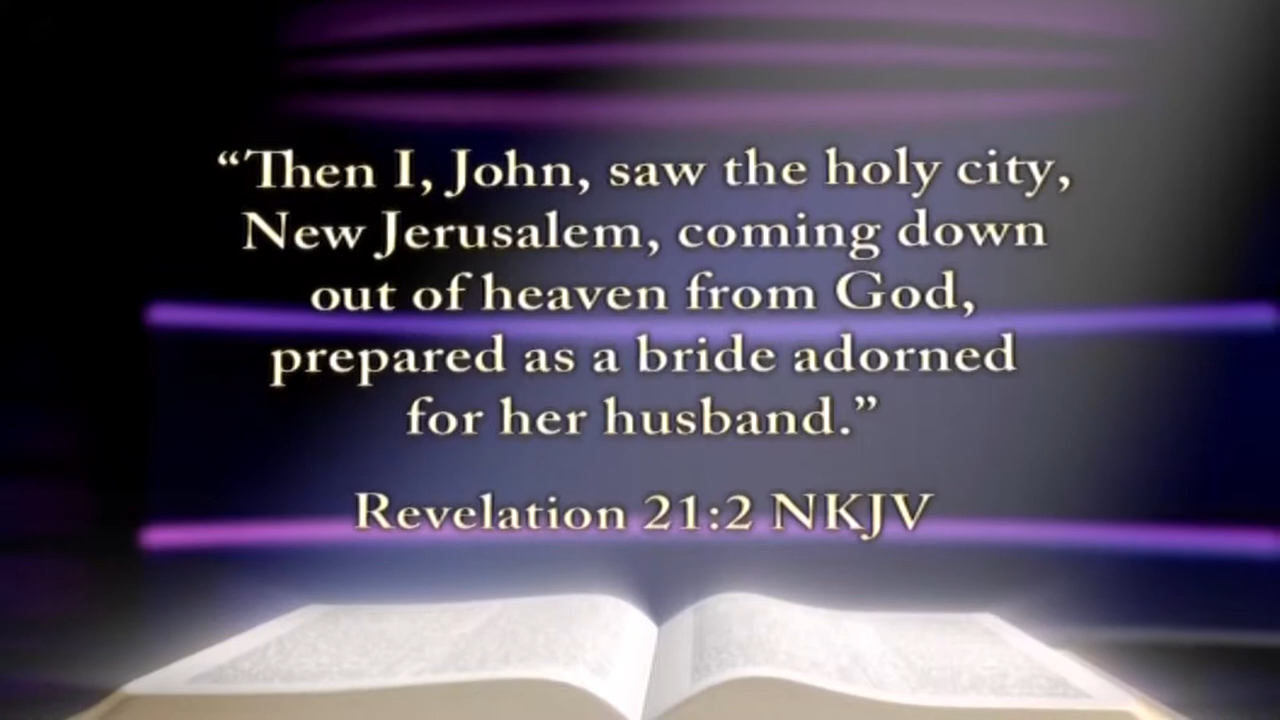 “Then I, John, saw the holy city,
New Jerusalem, coming down
out of heaven from God,
prepared as a bride adorned
for her husband.”
Revelation 21:2 NKJV